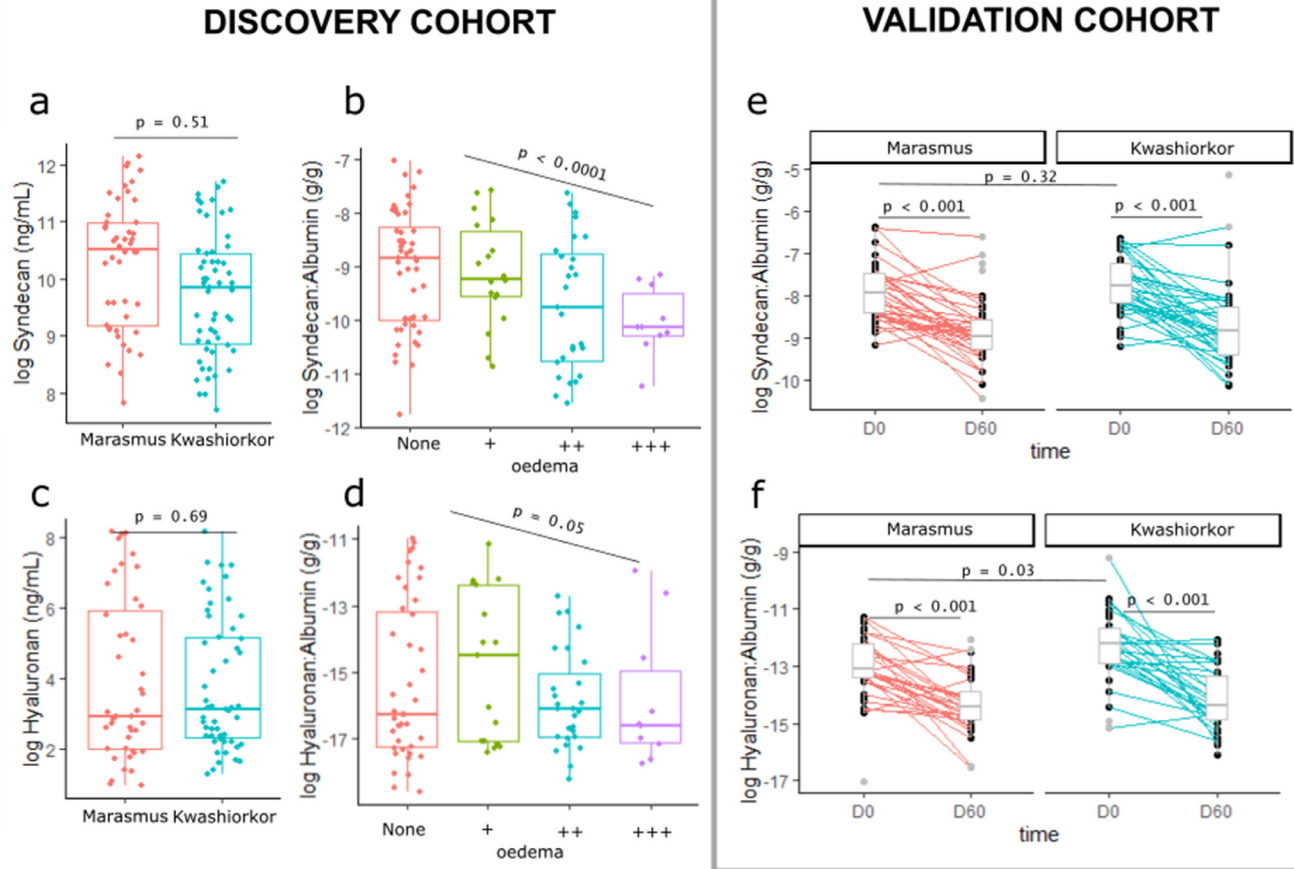 DISCOVERY COHORT
a
p = 0.51
log Syndecan (ng/mL)
12
11
10
9
8
Marasmus Kwashiorkor
b
p < 0.0001
log Syndecan:Albumin (g/g)
-7
-8
-9
-10
-11
-12
None
+
++
+++
oedema
c
p = 0.69
log Hyaluronan (ng/mL)
8
6
4
2
Marasmus Kwashiorkor
d
p = 0.05
log Hyaluronan:Albumin (g/g)
-11
-13
-15
-17
None
+
++
+++
oedema
VALIDATION COHORT
e
Marasmus
Kwashiorkor
p = 0.32
p < 0.001
p < 0.001
log Syndecan:Albumin (g/g)
-5
-6
-7
-8
-9
-10
D0
D60
D0
D60
time
f
Marasmus
Kwashiorkor
p = 0.03
p < 0.001
p < 0.001
log Hyaluronan:Albumin (g/g)
-9
-11
-13
-15
-17
D0
D60
D0
D60
time